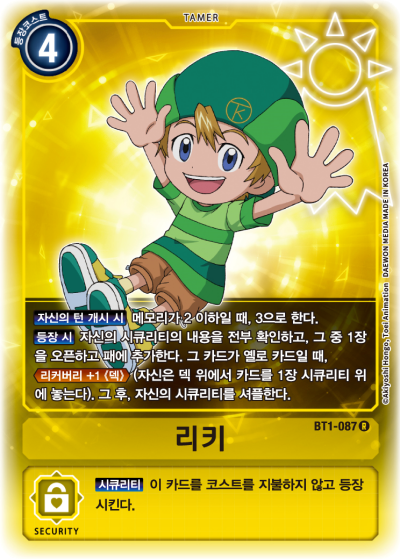 TAMER
등장코스트
4
TK
자신의 턴 개시 시 메모리가 2 이하일 때, 3으로 한다.
등장 시 자신의 시큐리티의 내용을 전부 확인하고, 그 중 1장
을 오픈하고 패에 추가한다. 그 카드가 옐로 카드일 때,
리커버리 +1 《덱》 (자신은 덱 위에서 카드를 1장 시큐리티 위
에 놓는다). 그 후, 자신의 시큐리티를 셔플한다.
©Akiyoshi Hongo, Toei Animation DAEWON MEDIA MADE IN KOREA
BT1-087 R
리키
시큐리티 이 카드를 코스트를 지불하지 않고 등장
시킨다.
SECURITY